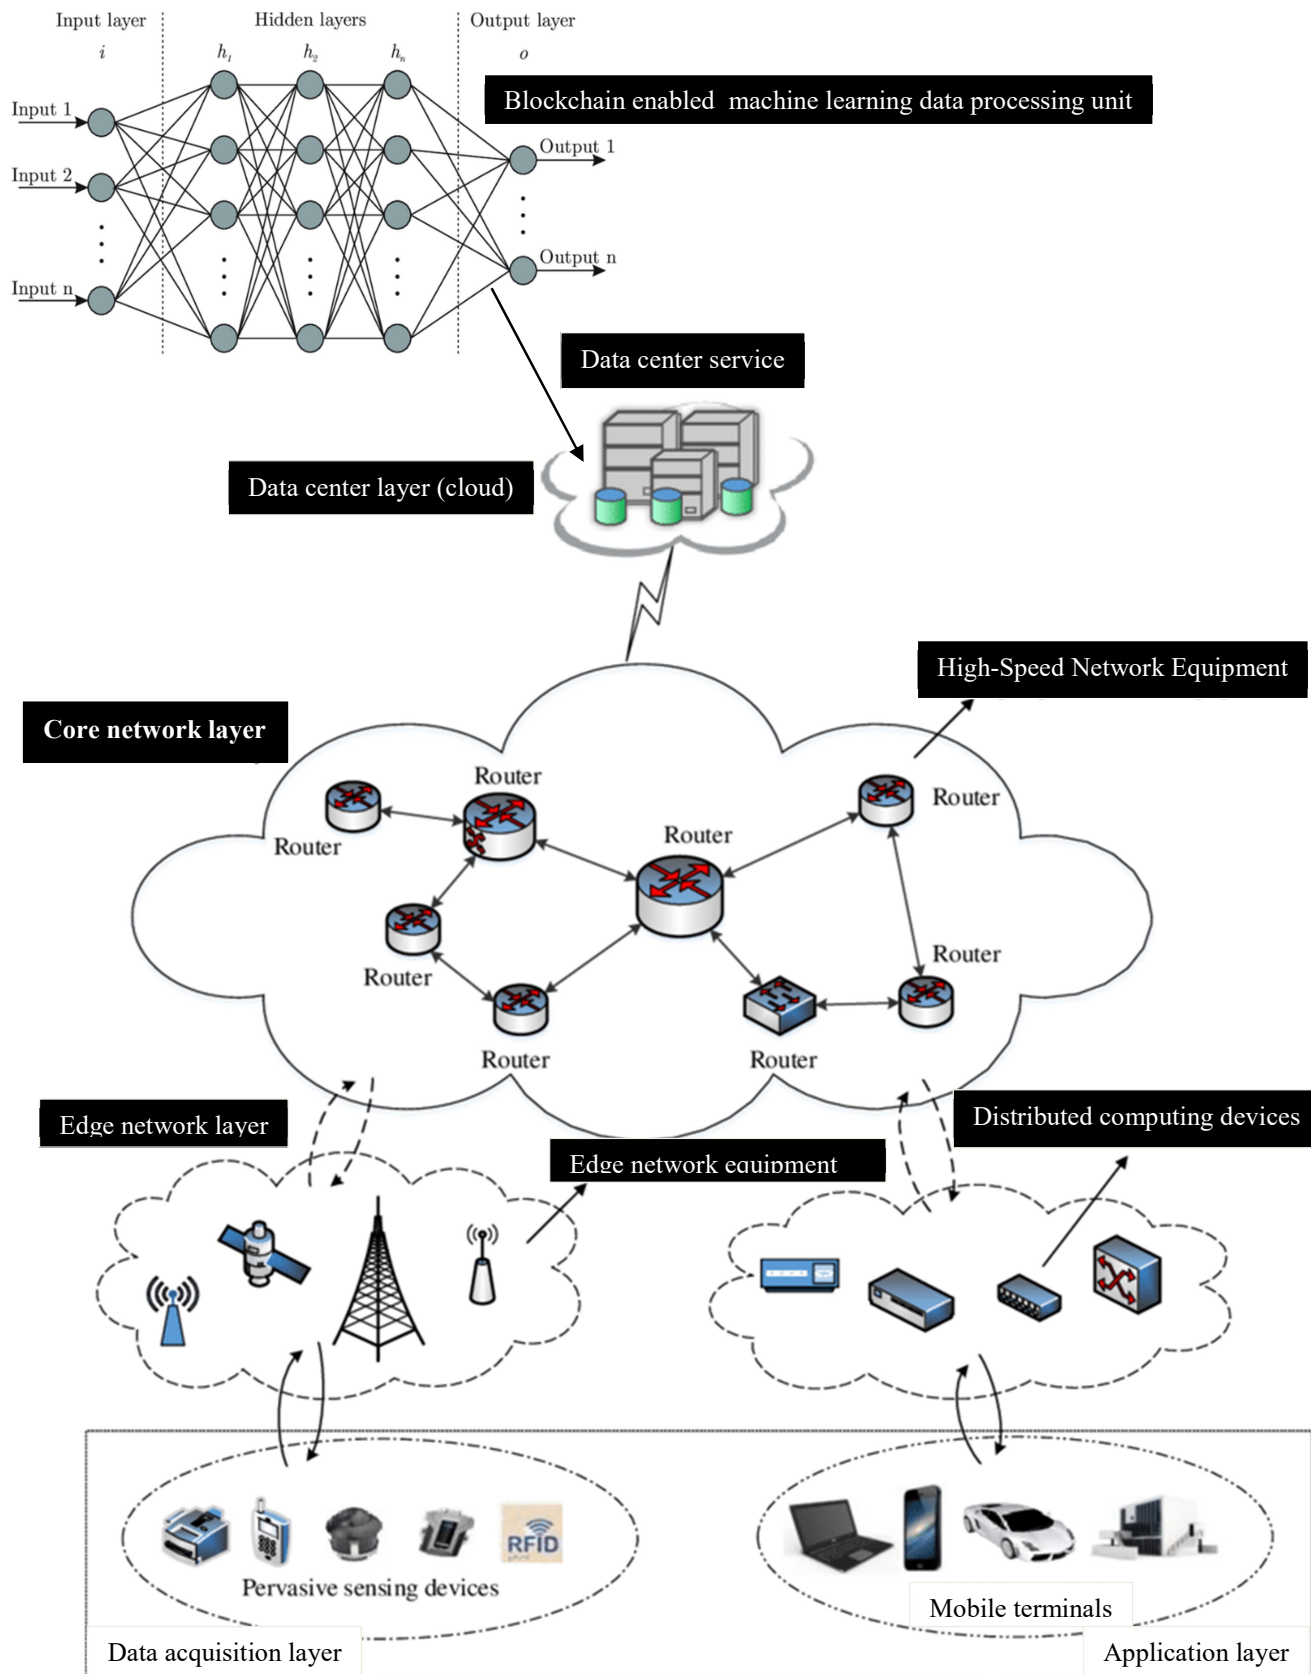 Input layer
Hidden layers
Output layer
i
h1
h2
hn
o
Blockchain enabled machine learning data processing unit
Input 1
Output 1
Input 2
Output n
Input n
Data center service
Data center layer (cloud)
High-Speed Network Equipment
Core network layer
Router
Router
Router
Router
Router
Router
Router
Router
Distributed computing devices
Edge network layer
Edge network equipment
RFID
Pervasive sensing devices
Mobile terminals
Data acquisition layer
Application layer